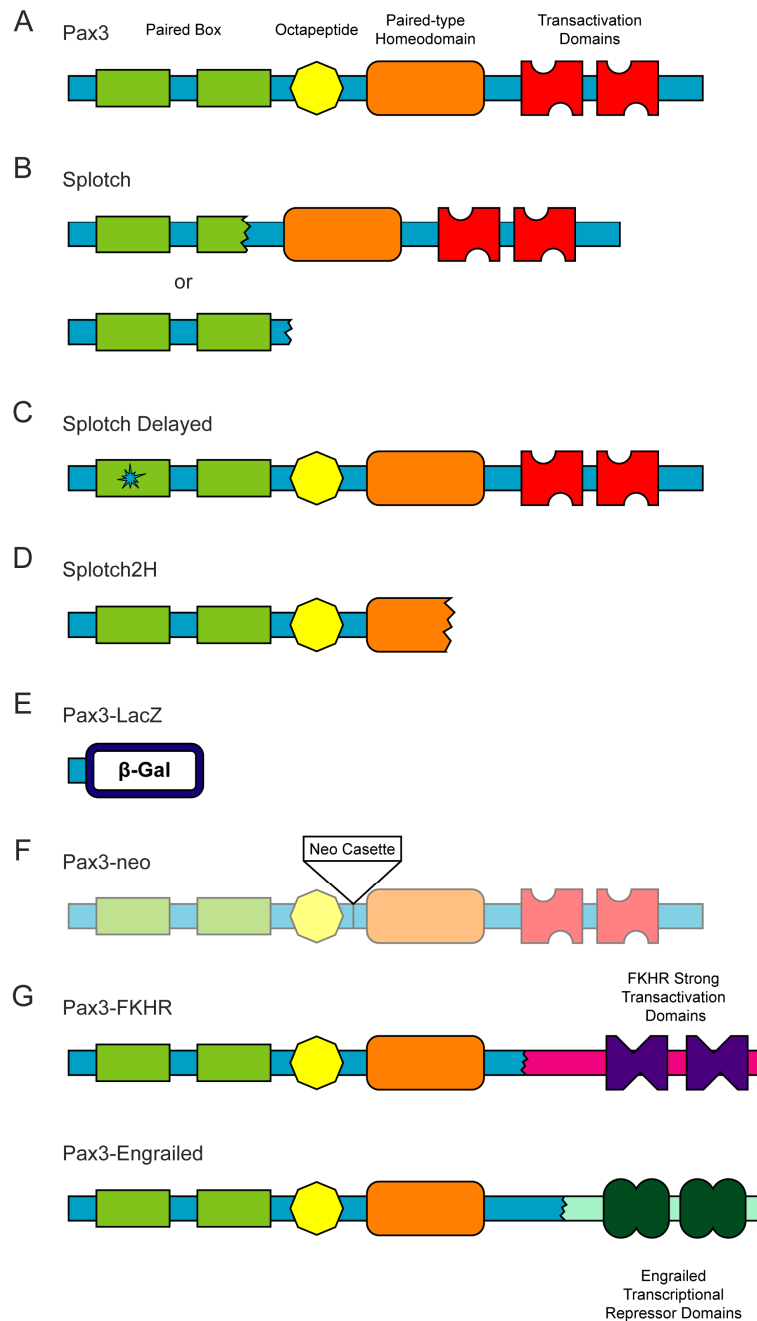 A
Pax3
Paired Box
Octapeptide
Paired-type
Homeodomain
Transactivation
Domains
B
Splotch
or
C
Splotch Delayed
D
Splotch2H
E
Pax3-LacZ
β-Gal
F
Pax3-neo
Neo Casette
G
Pax3-FKHR
FKHR Strong
Transactivation
Domains
Pax3-Engrailed
Engrailed
Transcriptional
Repressor Domains